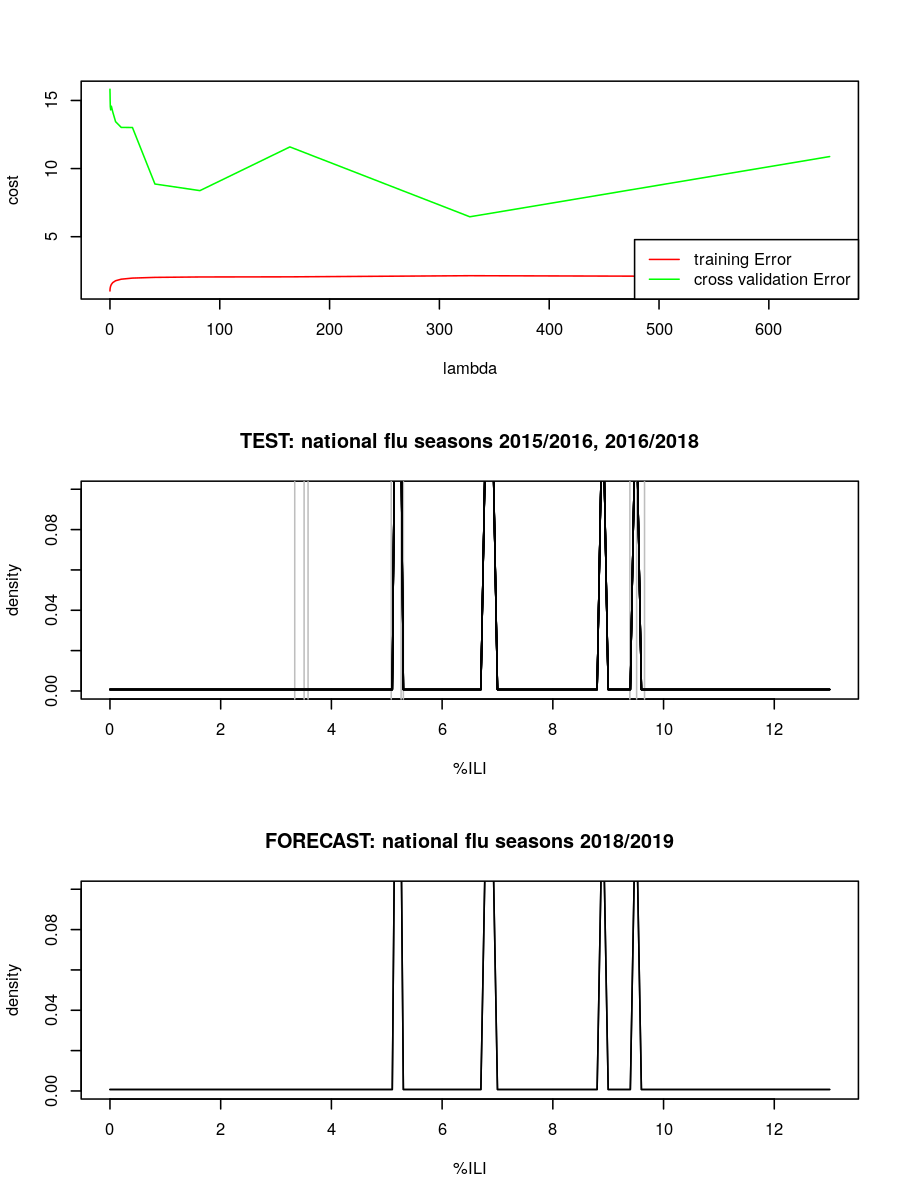 15
10
5
cost
training Error
cross validation Error
0 100 200 300 400 500 600
lambda
TEST: national flu seasons 2015/2016, 2016/2018
0.08
0.04
0.00
density
0 2 4 6 8 10 12
%ILI
FORECAST: national flu seasons 2018/2019
0.08
0.04
0.00
density
0 2 4 6 8 10 12
%ILI